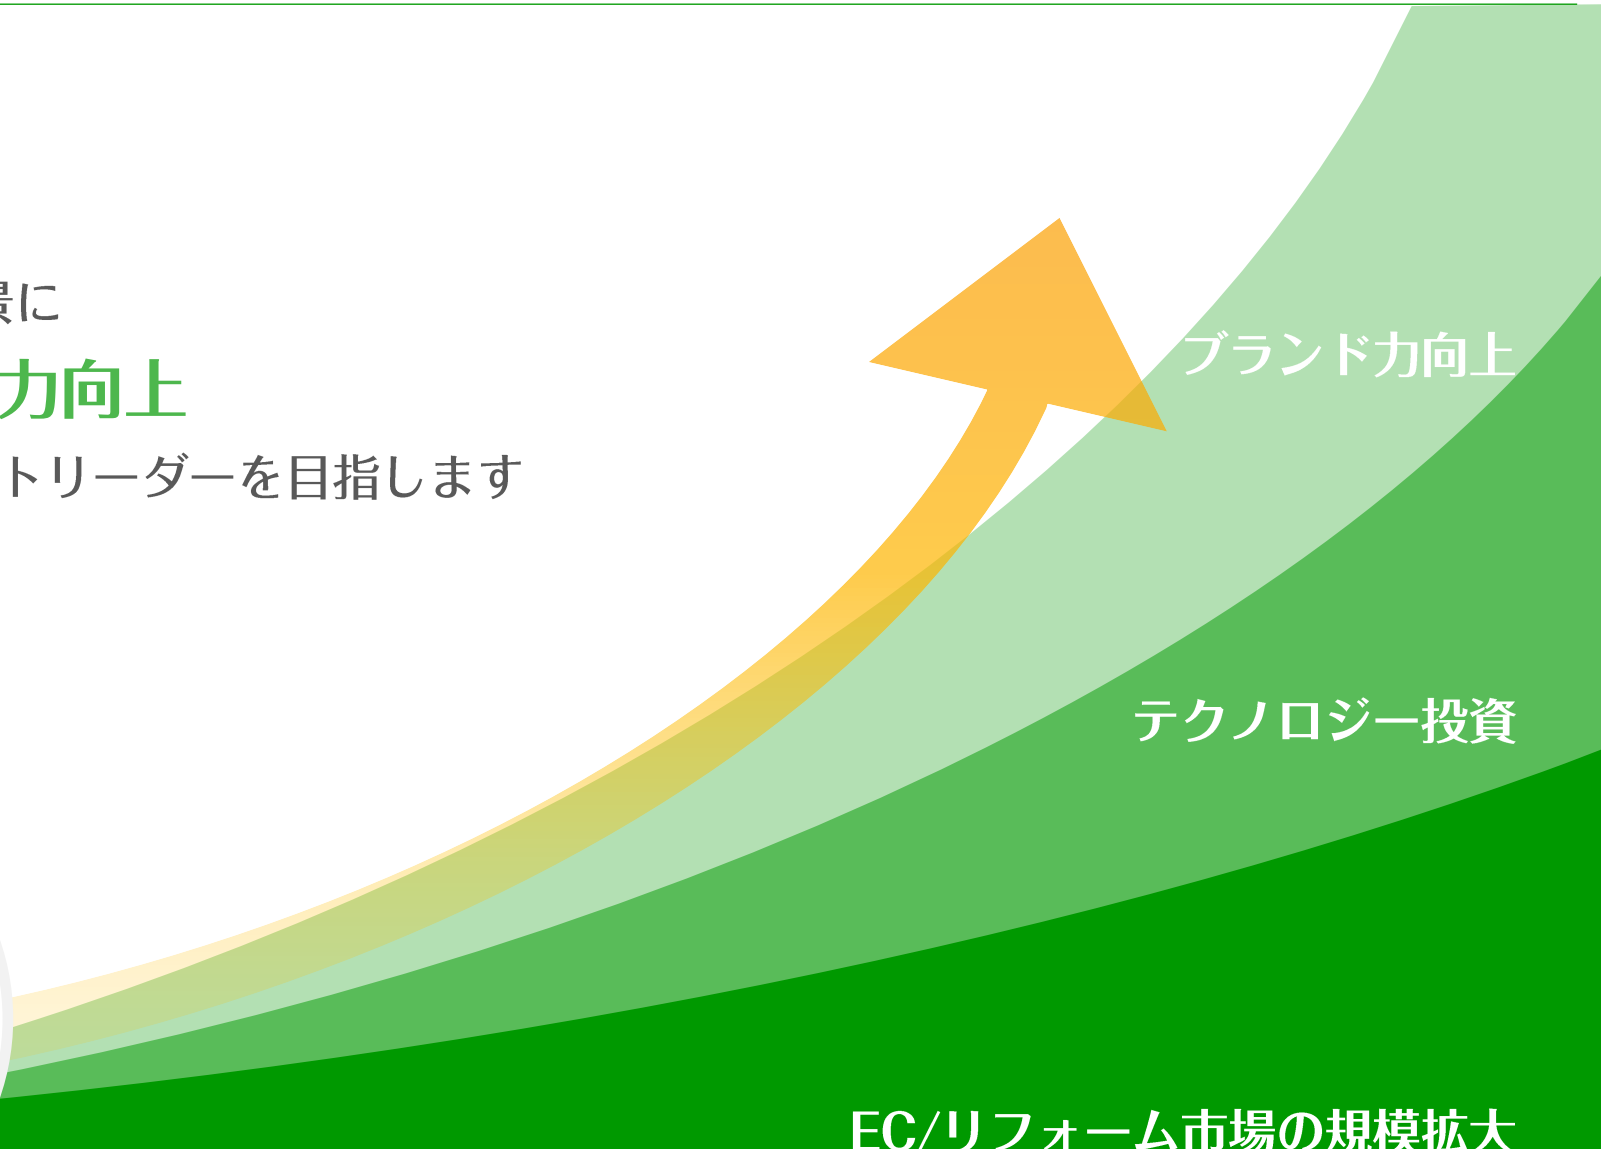 景に
力向上
トリーダーを目指します
ブランド力向上
テクノロジー投資
EC/リフォーム市場の規模拡大